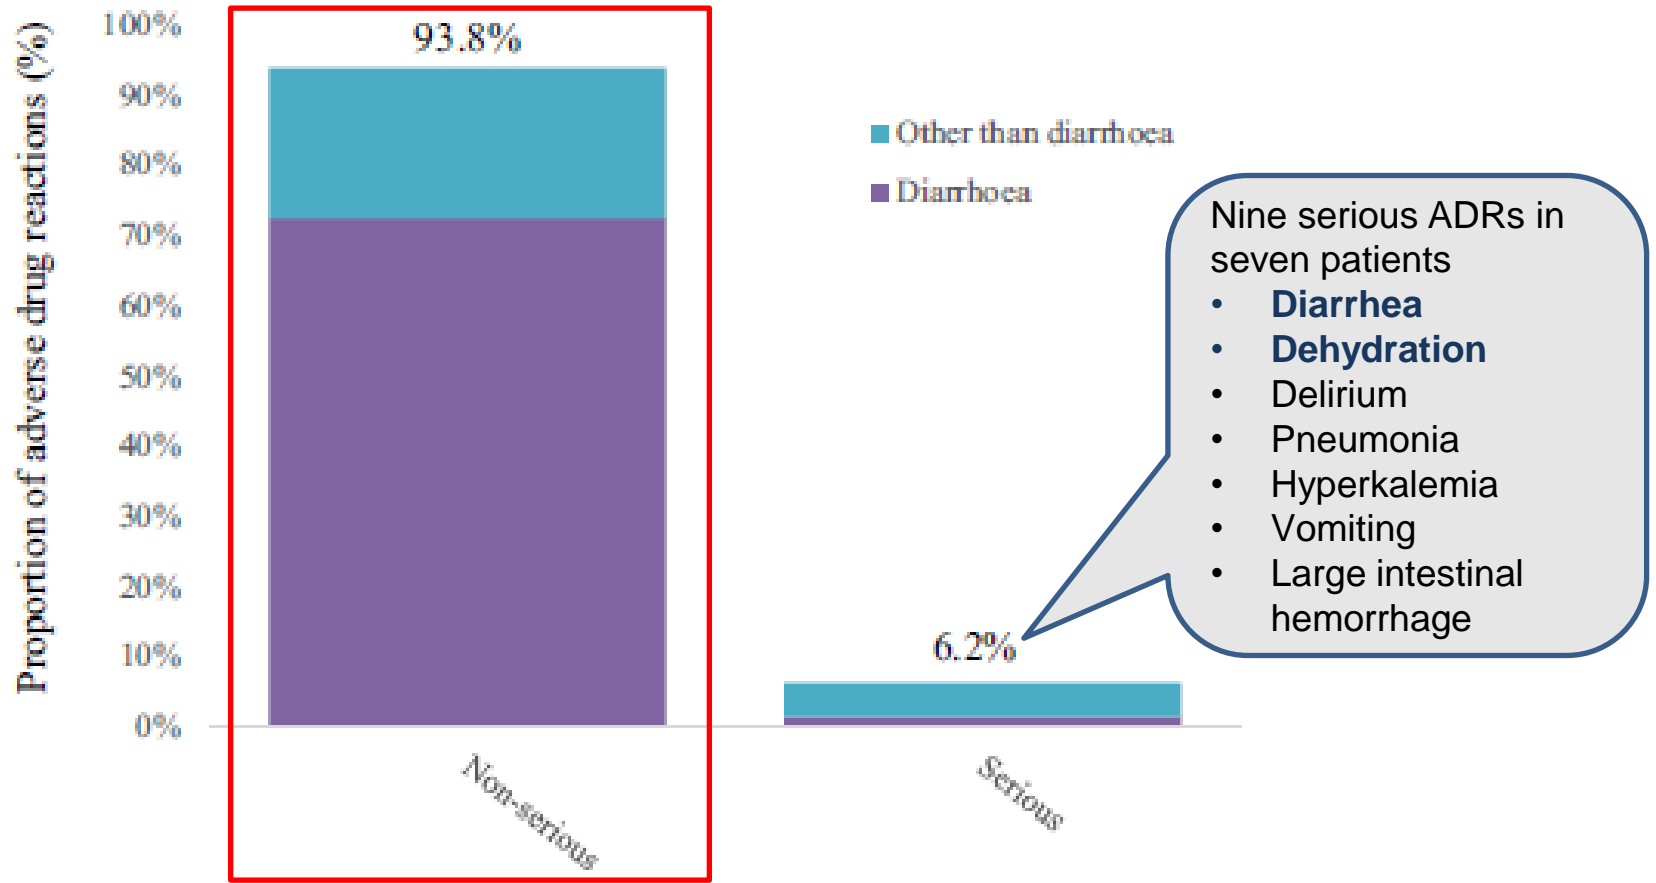 Proportion of adverse drug reactions (%)
100%
90%
80%
70%
60%
50%
40%
30%
20%
10%
0%
93.8%
6.2%
Non-serious
Serious
Other than diarrhoea
Diarrhoea
Nine serious ADRs in
seven patients
• Diarrhea
• Dehydration
• Delirium
• Pneumonia
• Hyperkalemia
• Vomiting
• Large intestinal
hemorrhage